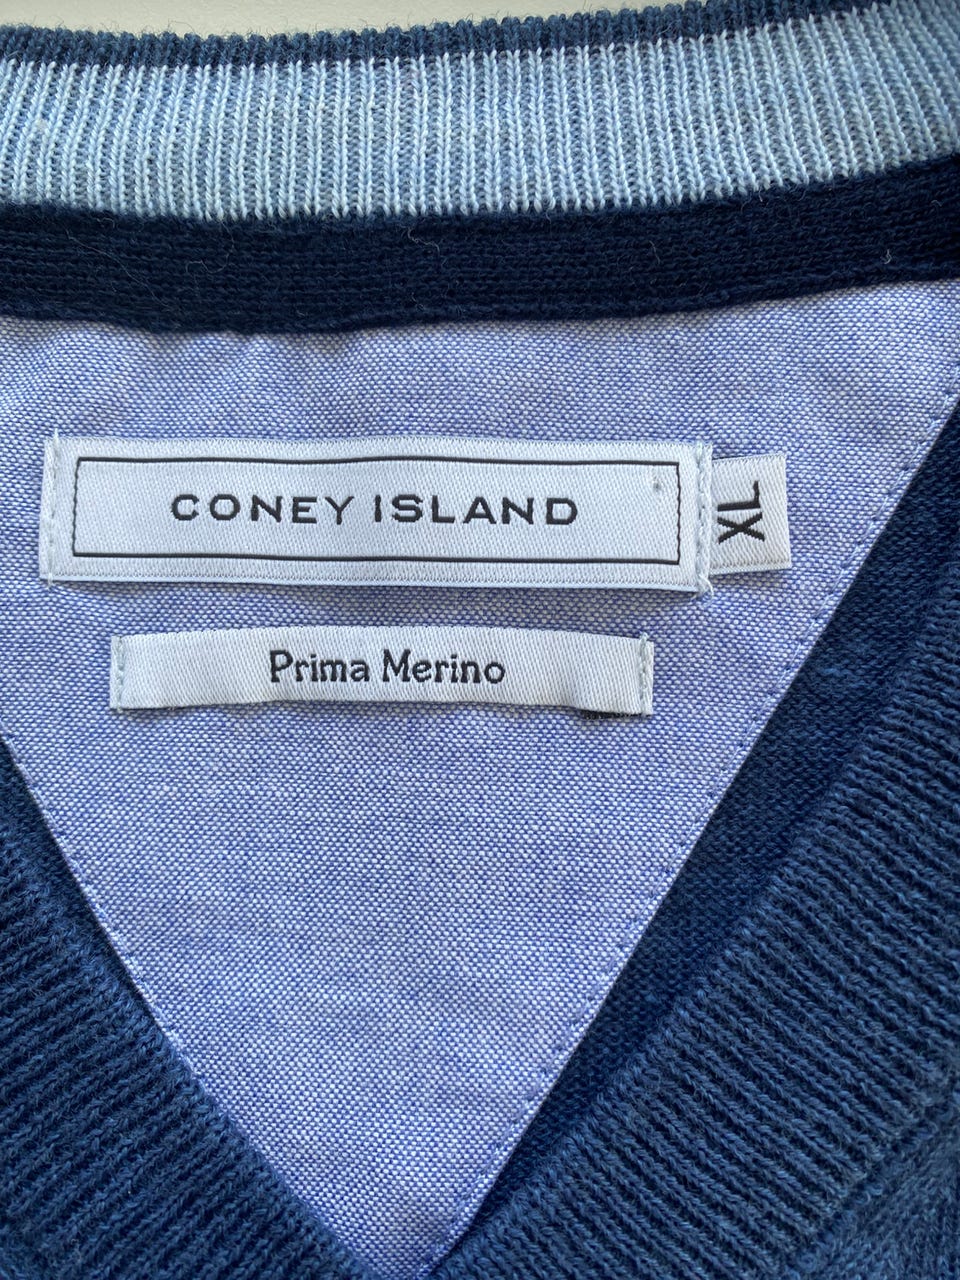 CONEY ISLAND
XL
Prima Merino